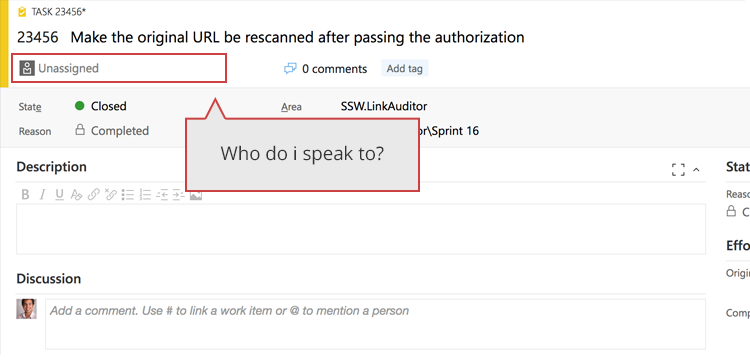 TASK 23456*
23456 Make the original URL be rescanned after passing the authorization
Unassigned
0 comments
Add tag
State
Closed
Area
SSW.LinkAuditor
Reason
Completed
or\Sprint 16
Who do i speak to?
Description
Stat
Reaso
B I U
C
Effo
Origin
Discussion
Add a comment. Use # to link a work item or @ to mention a person
Comp